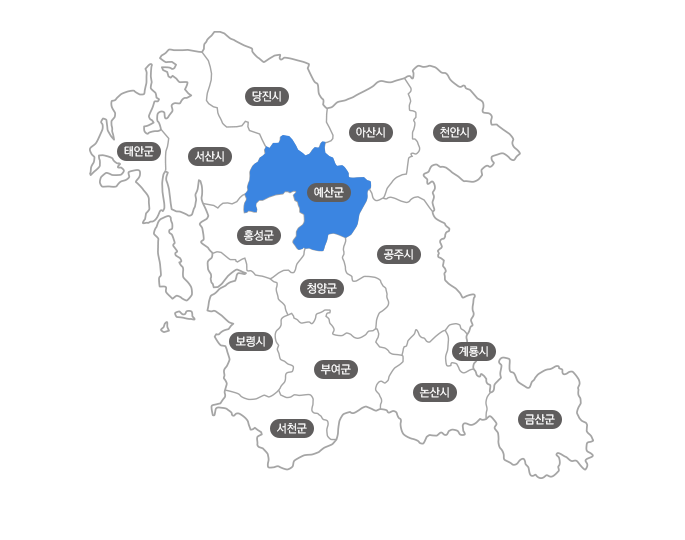 당진시
아산시
천안시
태안군
서산시
예산군
홍성군
공주시
청양군
보령시
계룡시
부여군
논산시
금산군
서천군